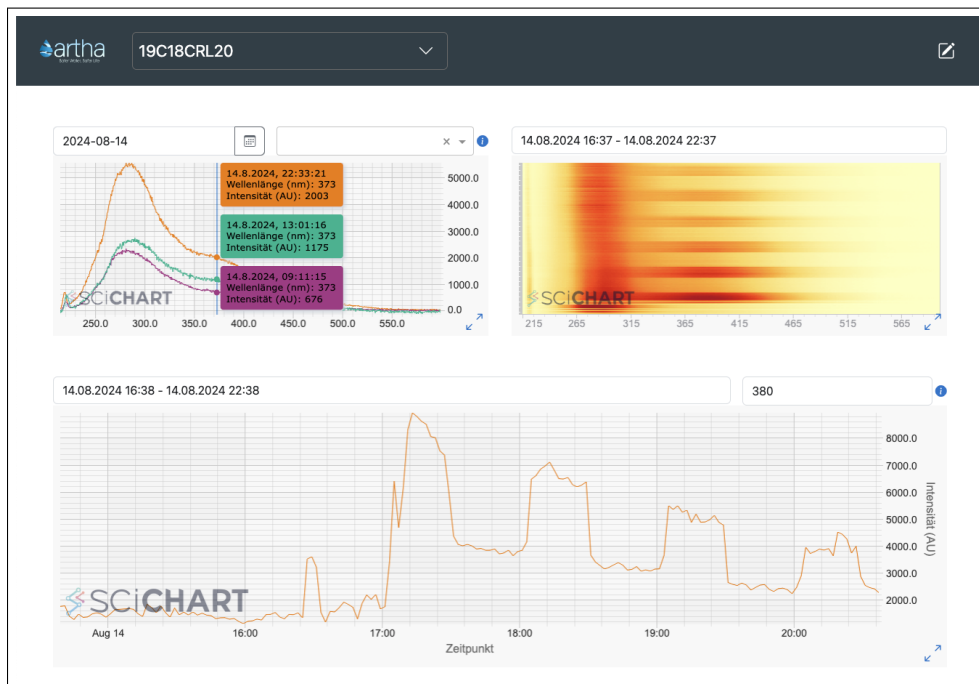 artha
19C18CRL20
2024-08-14
14.8.2024, 22:33:21
Wellenlänge (nm): 373
Intensität (AU): 2003
14.8.2024, 13:01:16
Wellenlänge (nm): 373
Intensität (AU): 1175
14.8.2024, 09:11:15
Wellenlänge (nm): 373
Intensität (AU): 676
5000.0
4000.0
3000.0
2000.0
1000.0
0.0
SCiCHART
250.0 300.0 350.0 400.0 450.0 500.0 550.0
14.08.2024 16:37 - 14.08.2024 22:37
SCiCHART
215 265 315 365 415 465 515 565
14.08.2024 16:38 - 14.08.2024 22:38
380
8000.0
7000.0
6000.0
5000.0
4000.0
3000.0
2000.0
Intensität (AU)
SCiCHART
Aug 14 16:00 17:00 18:00 19:00 20:00
Zeitpunkt